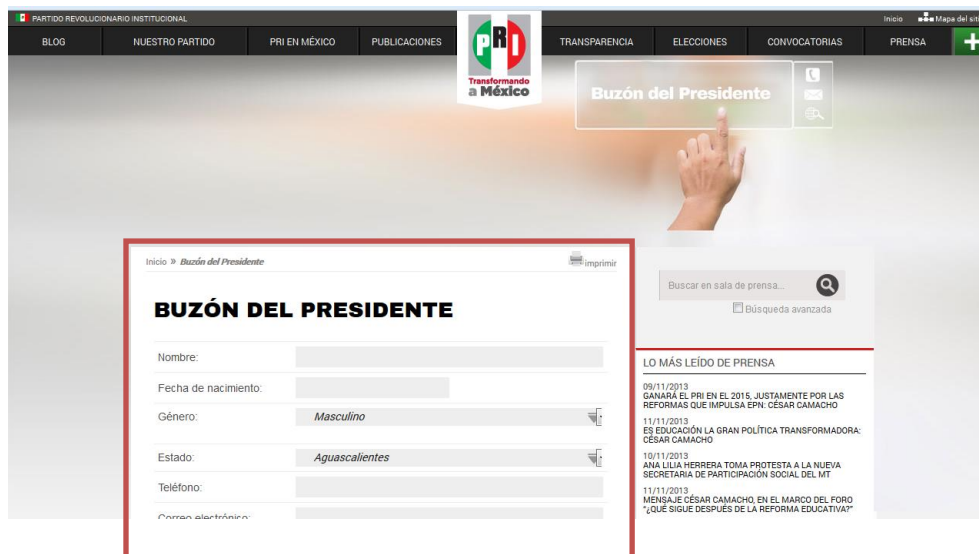 PARTIDO REVOLUCIONARIO INSTITUCIONAL
Inicio Mapa del siti
BLOG NUESTRO PARTIDO PRI EN MÉXICO PUBLICACIONES TRANSPARENCIA ELECCIONES CONVOCATORIAS PRENSA
PRI
Transformando
a México
Buzón del Presidente
Inicio » Buzón del Presidente
imprimir
BUZÓN DEL PRESIDENTE
Nombre:
Fecha de nacimiento:
Género: Masculino
Estado: Aguascalientes
Teléfono:
Correo electrónico:
Buscar en sala de prensa...
Búsqueda avanzada
LO MÁS LEÍDO DE PRENSA
09/11/2013
GANARÁ EL PRI EN EL 2015, JUSTAMENTE POR LAS
REFORMAS QUE IMPULSA EPN: CÉSAR CAMACHO
11/11/2013
ES EDUCACIÓN LA GRAN POLÍTICA TRANSFORMADORA:
CÉSAR CAMACHO
10/11/2013
ANA LILIA HERRERA TOMA PROTESTA A LA NUEVA
SECRETARIA DE PARTICIPACIÓN SOCIAL DEL MT
11/11/2013
MENSAJE CÉSAR CAMACHO, EN EL MARCO DEL FORO
"¿QUÉ SIGUE DESPUÉS DE LA REFORMA EDUCATIVA?"